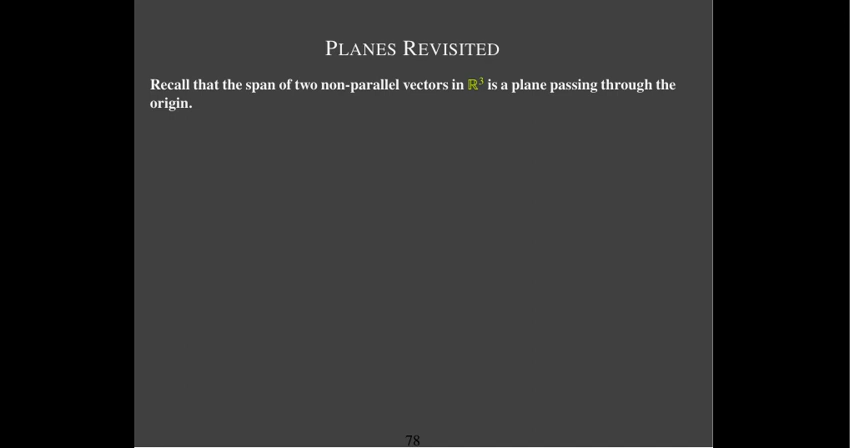 PLANES REVISITED
Recall that the span of two non-parallel vectors in ℝ³ is a plane passing through the
origin.
78